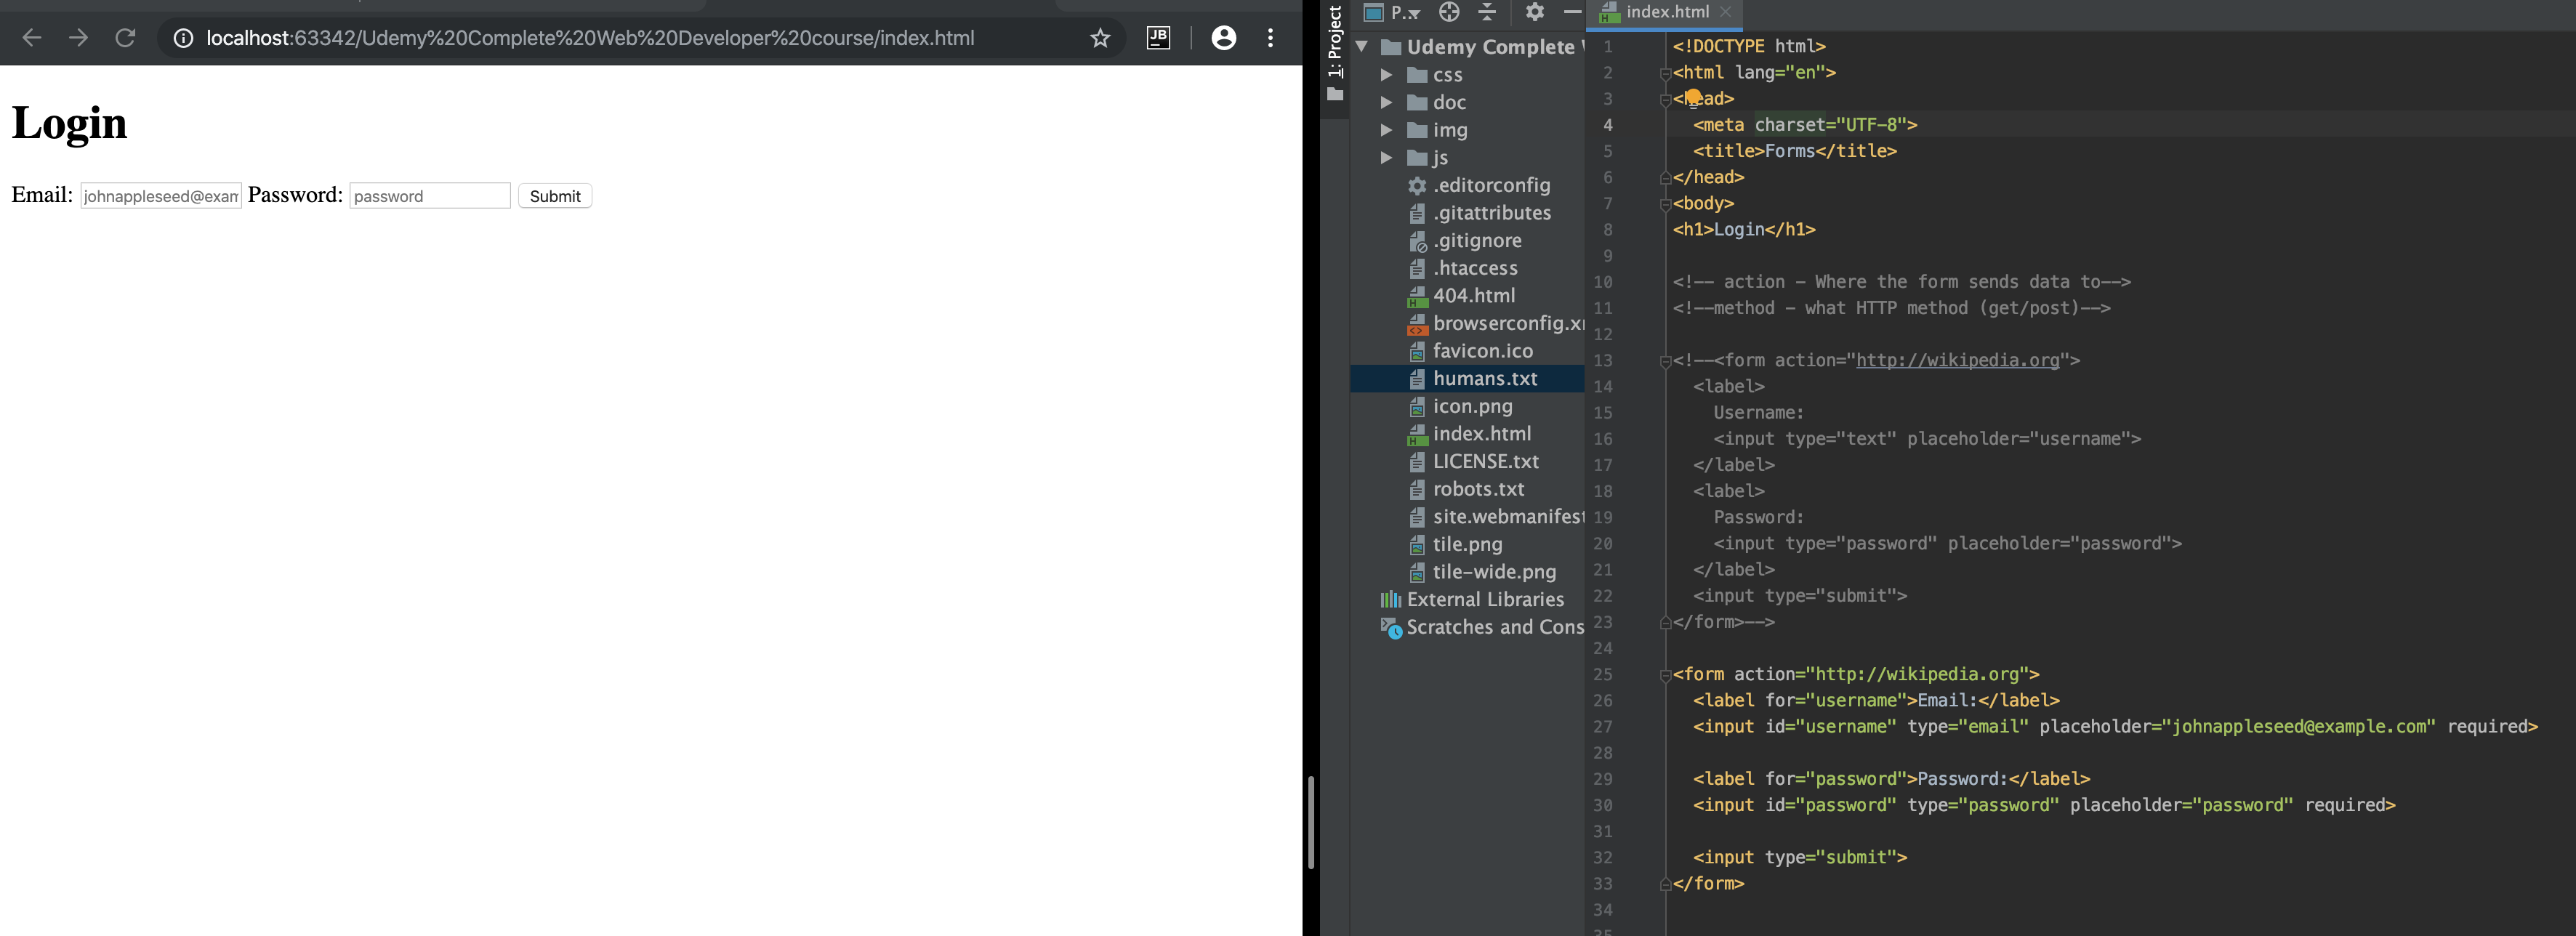 localhost:63342/Udemy%20Complete%20Web%20Developer%20course/index.html
JB
Login
Email: johnappleseed@exam Password: password Submit
1: Project
P..
Udemy Complete
css
doc
img
js
.editorconfig
.gitattributes
.gitignore
.htaccess
404.html
browserconfig.x
favicon.ico
humans.txt
icon.png
index.html
LICENSE.txt
robots.txt
site.webmanifest
tile.png
tile-wide.png
External Libraries
Scratches and Cons
index.html
1 <!DOCTYPE html>
2 <html lang="en">
3 <head>
4 <meta charset="UTF-8">
5 <title>Forms</title>
6 </head>
7 <body>
8 <h1>Login</h1>
9
10 <!-- action - Where the form sends data to-->
11 <!--method - what HTTP method (get/post)-->
12
13 <!--<form action="http://wikipedia.org">
14 <label>
15 Username:
16 <input type="text" placeholder="username">
17 </label>
18 <label>
19 Password:
20 <input type="password" placeholder="password">
21 </label>
22 <input type="submit">
23 </form>-->
24
25 <form action="http://wikipedia.org">
26 <label for="username">Email:</label>
27 <input id="username" type="email" placeholder="johnappleseed@example.com" required>
28
29 <label for="password">Password:</label>
30 <input id="password" type="password" placeholder="password" required>
31
32 <input type="submit">
33 </form>
34